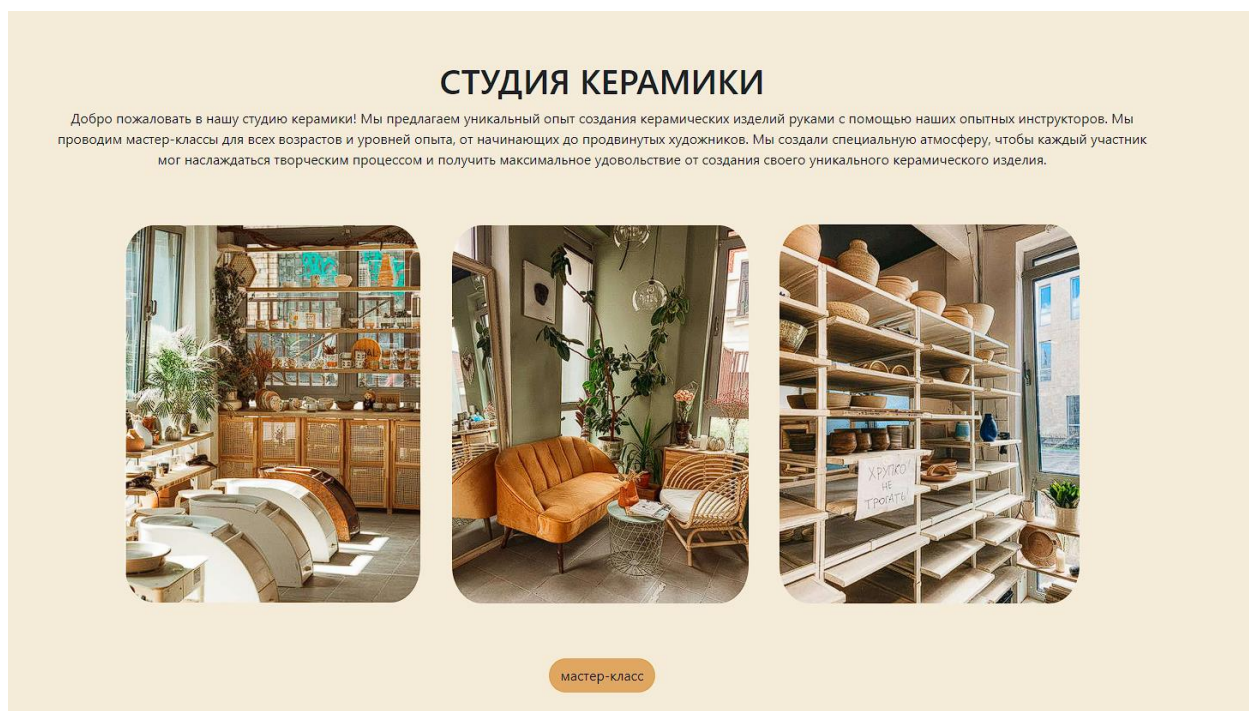 СТУДИЯ КЕРАМИКИ
Добро пожаловать в нашу студию керамики! Мы предлагаем уникальный опыт создания керамических изделий руками с помощью наших опытных инструкторов. Мы
проводим мастер-классы для всех возрастов и уровней опыта, от начинающих до продвинутых художников. Мы создали специальную атмосферу, чтобы каждый участник
мог наслаждаться творческим процессом и получить максимальное удовольствие от создания своего уникального керамического изделия.
ХРУПКО
НЕ
ТРОГАТЬ!
мастер-класс